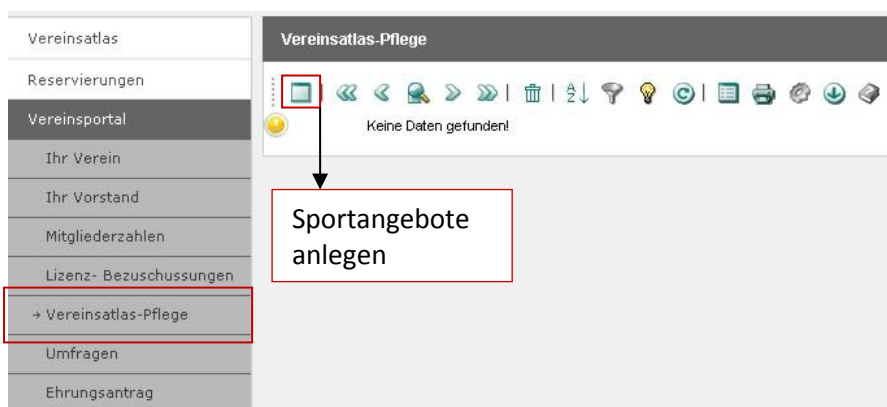 Vereinsatlas
Reservierungen
Vereinsportal
Ihr Verein
Ihr Vorstand
Mitgliederzahlen
Lizenz- Bezuschussungen
→ Vereinsatlas-Pflege
Umfragen
Ehrungsantrag
Vereinsatlas-Pflege
Keine Daten gefunden!
Sportangebote
anlegen